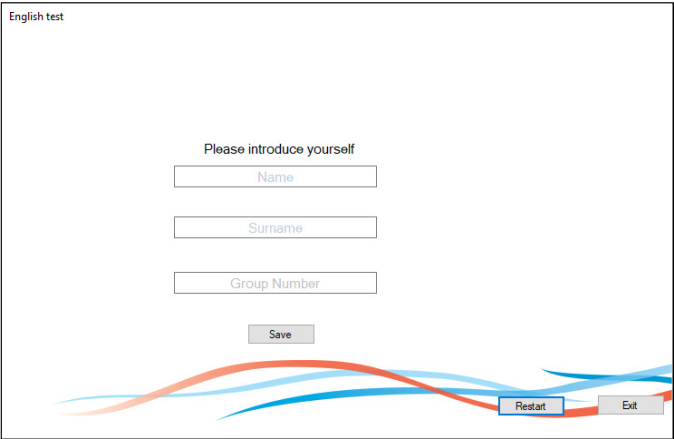 English test
Please introduce yourself
Name
Surname
Group Number
Save
Restart
Exit